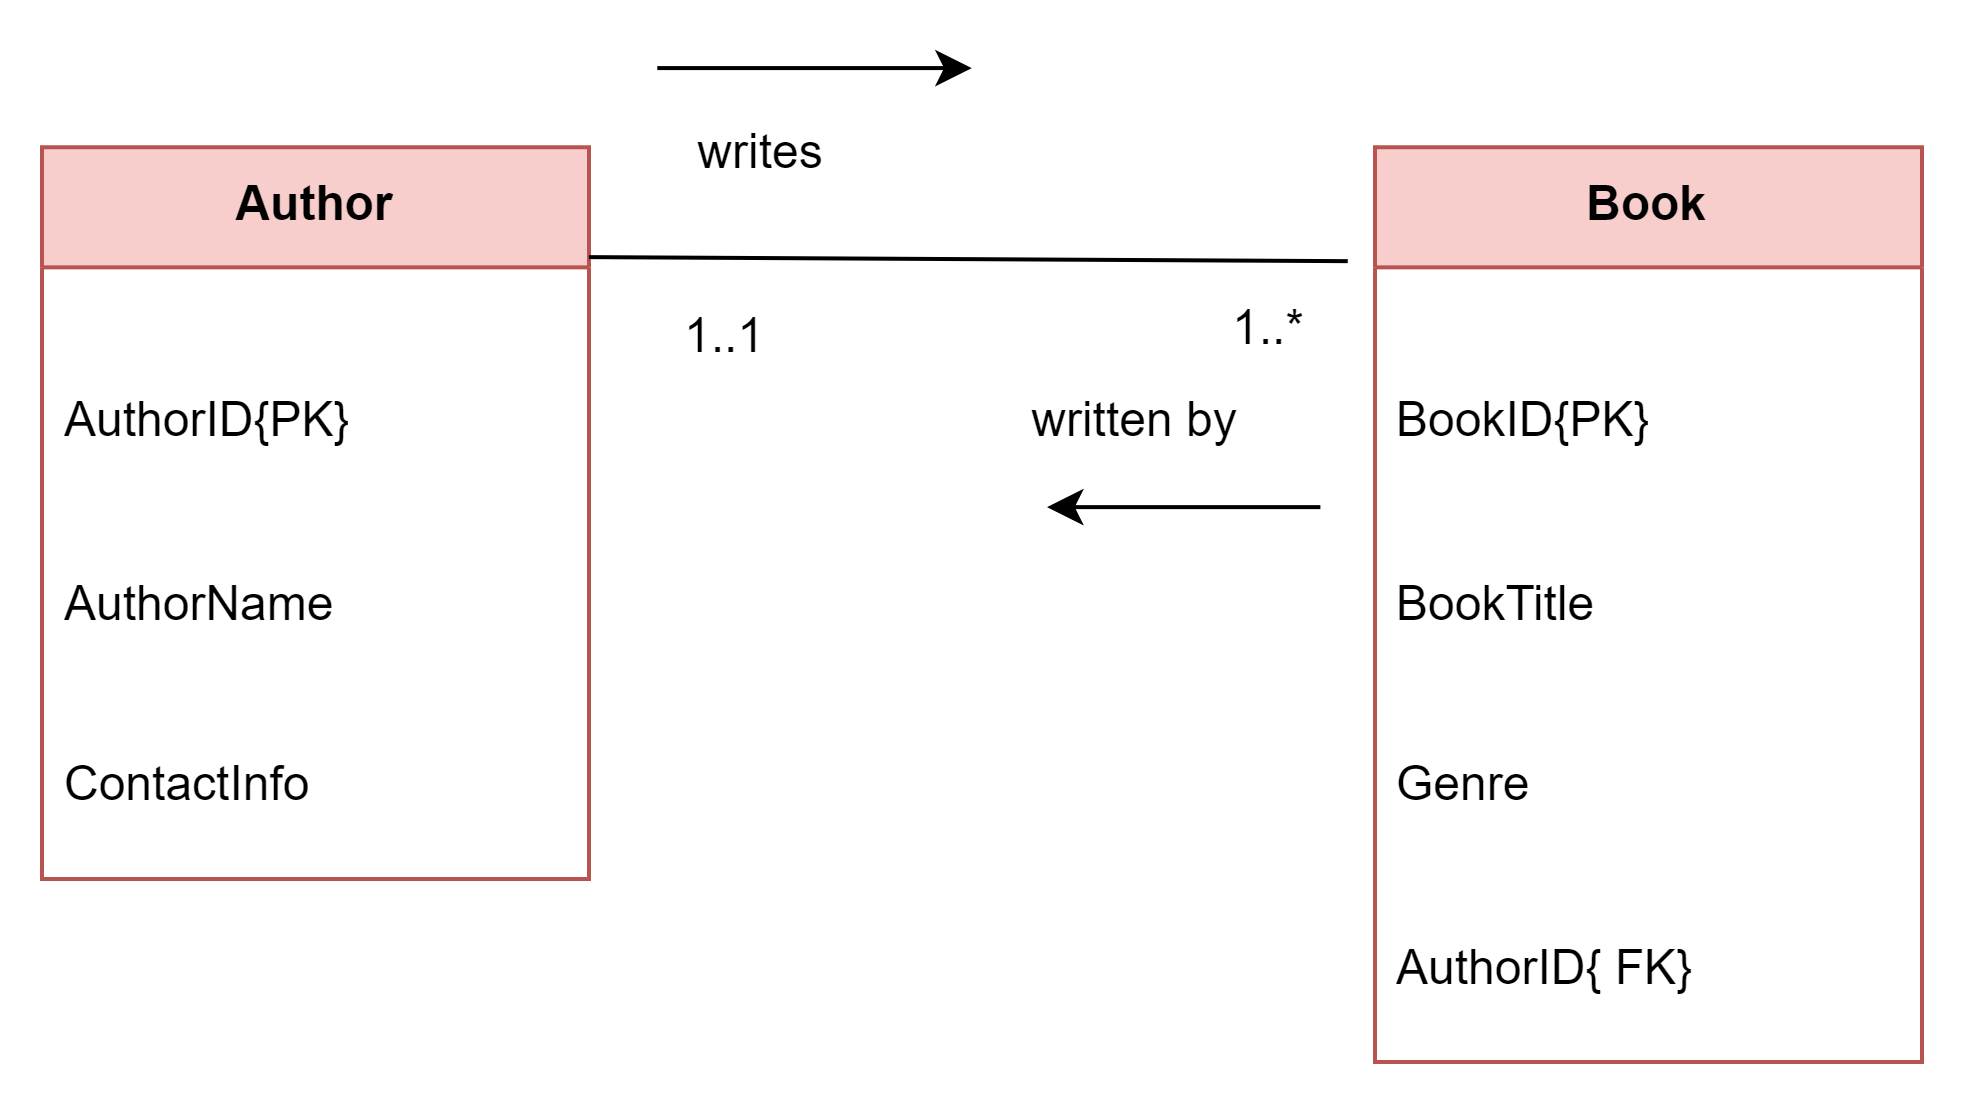 writes
Author
Book
1..1
1..*
AuthorID{PK}
written by
BookID{PK}
AuthorName
BookTitle
ContactInfo
Genre
AuthorID{ FK}